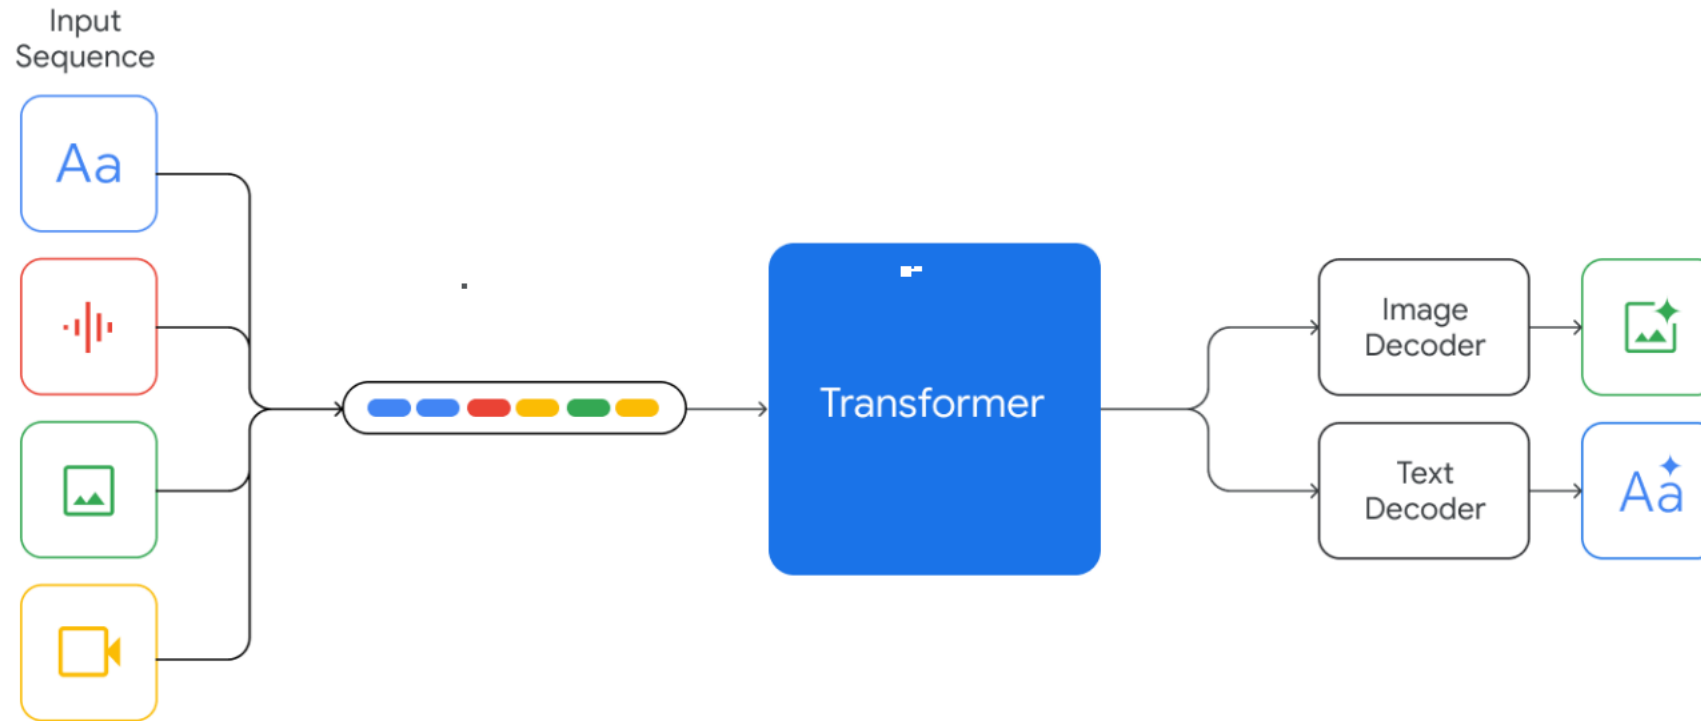 Input
Sequence
Aa
Transformer
Image
Decoder
Text
Decoder
Aa